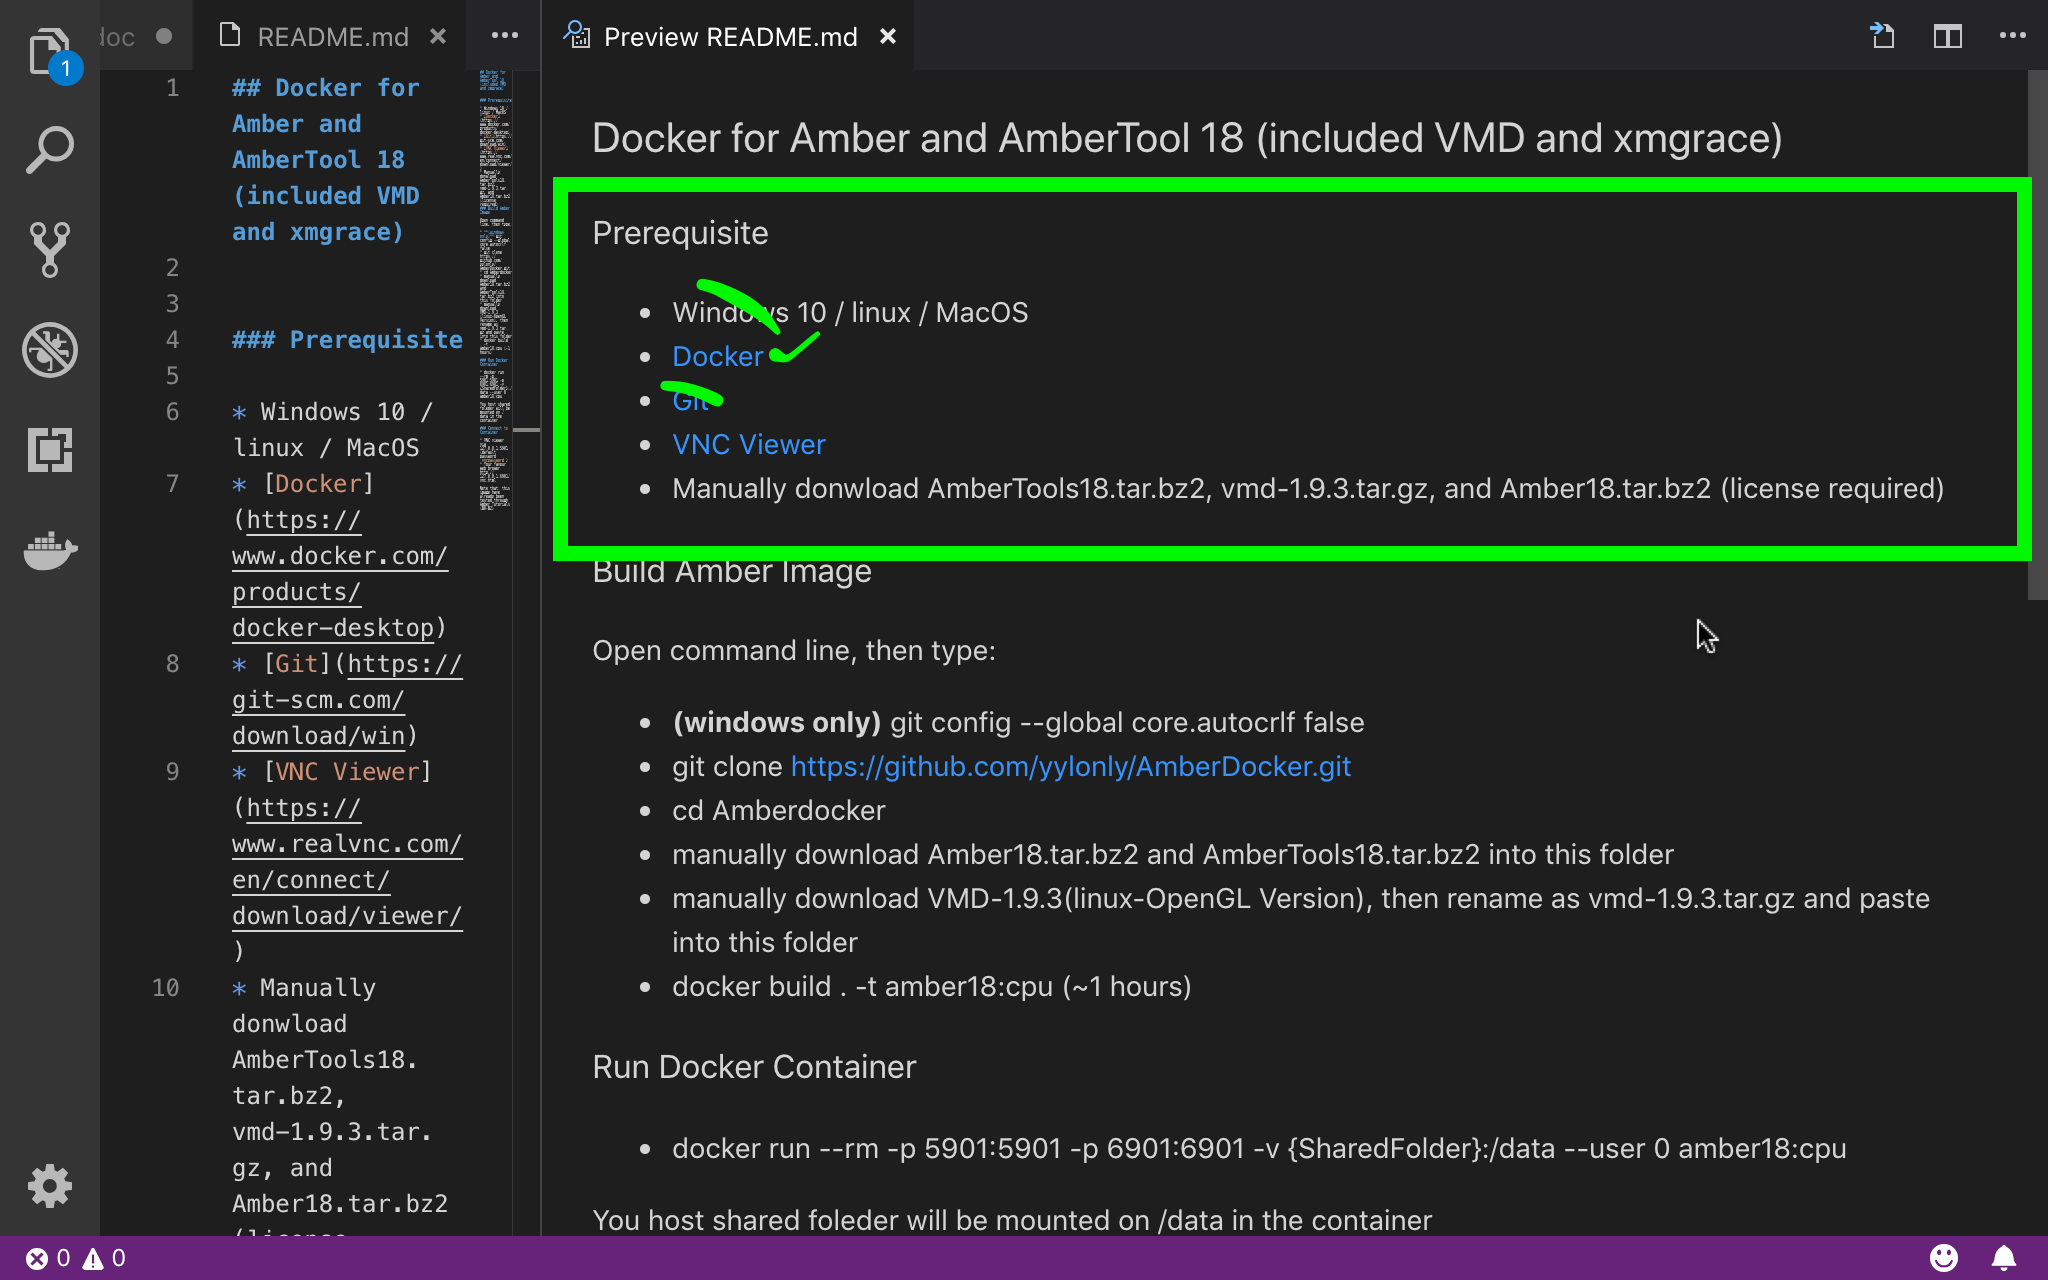 doc
README.md
Preview README.md
1
1 ## Docker for
Amber and
AmberTool 18
(included VMD
and xmgrace)
2
3
4 ### Prerequisite
5
6 * Windows 10 /
linux / MacOS
7 * [Docker]
(https://
www.docker.com/
products/
docker-desktop)
8 * [Git](https://
git-scm.com/
download/win)
9 * [VNC Viewer]
(https://
www.realvnc.com/
en/connect/
download/viewer/
)
10 * Manually
donwload
AmberTools18.
tar.bz2,
vmd-1.9.3.tar.
gz, and
Amber18.tar.bz2
(license
Docker for Amber and AmberTool 18 (included VMD and xmgrace)
Prerequisite
• Windows 10 / linux / MacOS
• Docker
• Git
• VNC Viewer
• Manually donwload AmberTools18.tar.bz2, vmd-1.9.3.tar.gz, and Amber18.tar.bz2 (license required)
Build Amber Image
Open command line, then type:
• (windows only) git config --global core.autocrlf false
• git clone https://github.com/yylonly/AmberDocker.git
• cd Amberdocker
• manually download Amber18.tar.bz2 and AmberTools18.tar.bz2 into this folder
• manually download VMD-1.9.3(linux-OpenGL Version), then rename as vmd-1.9.3.tar.gz and paste
into this folder
• docker build . -t amber18:cpu (~1 hours)
Run Docker Container
• docker run --rm -p 5901:5901 -p 6901:6901 -v {SharedFolder}:/data --user 0 amber18:cpu
You host shared foleder will be mounted on /data in the container
0 0